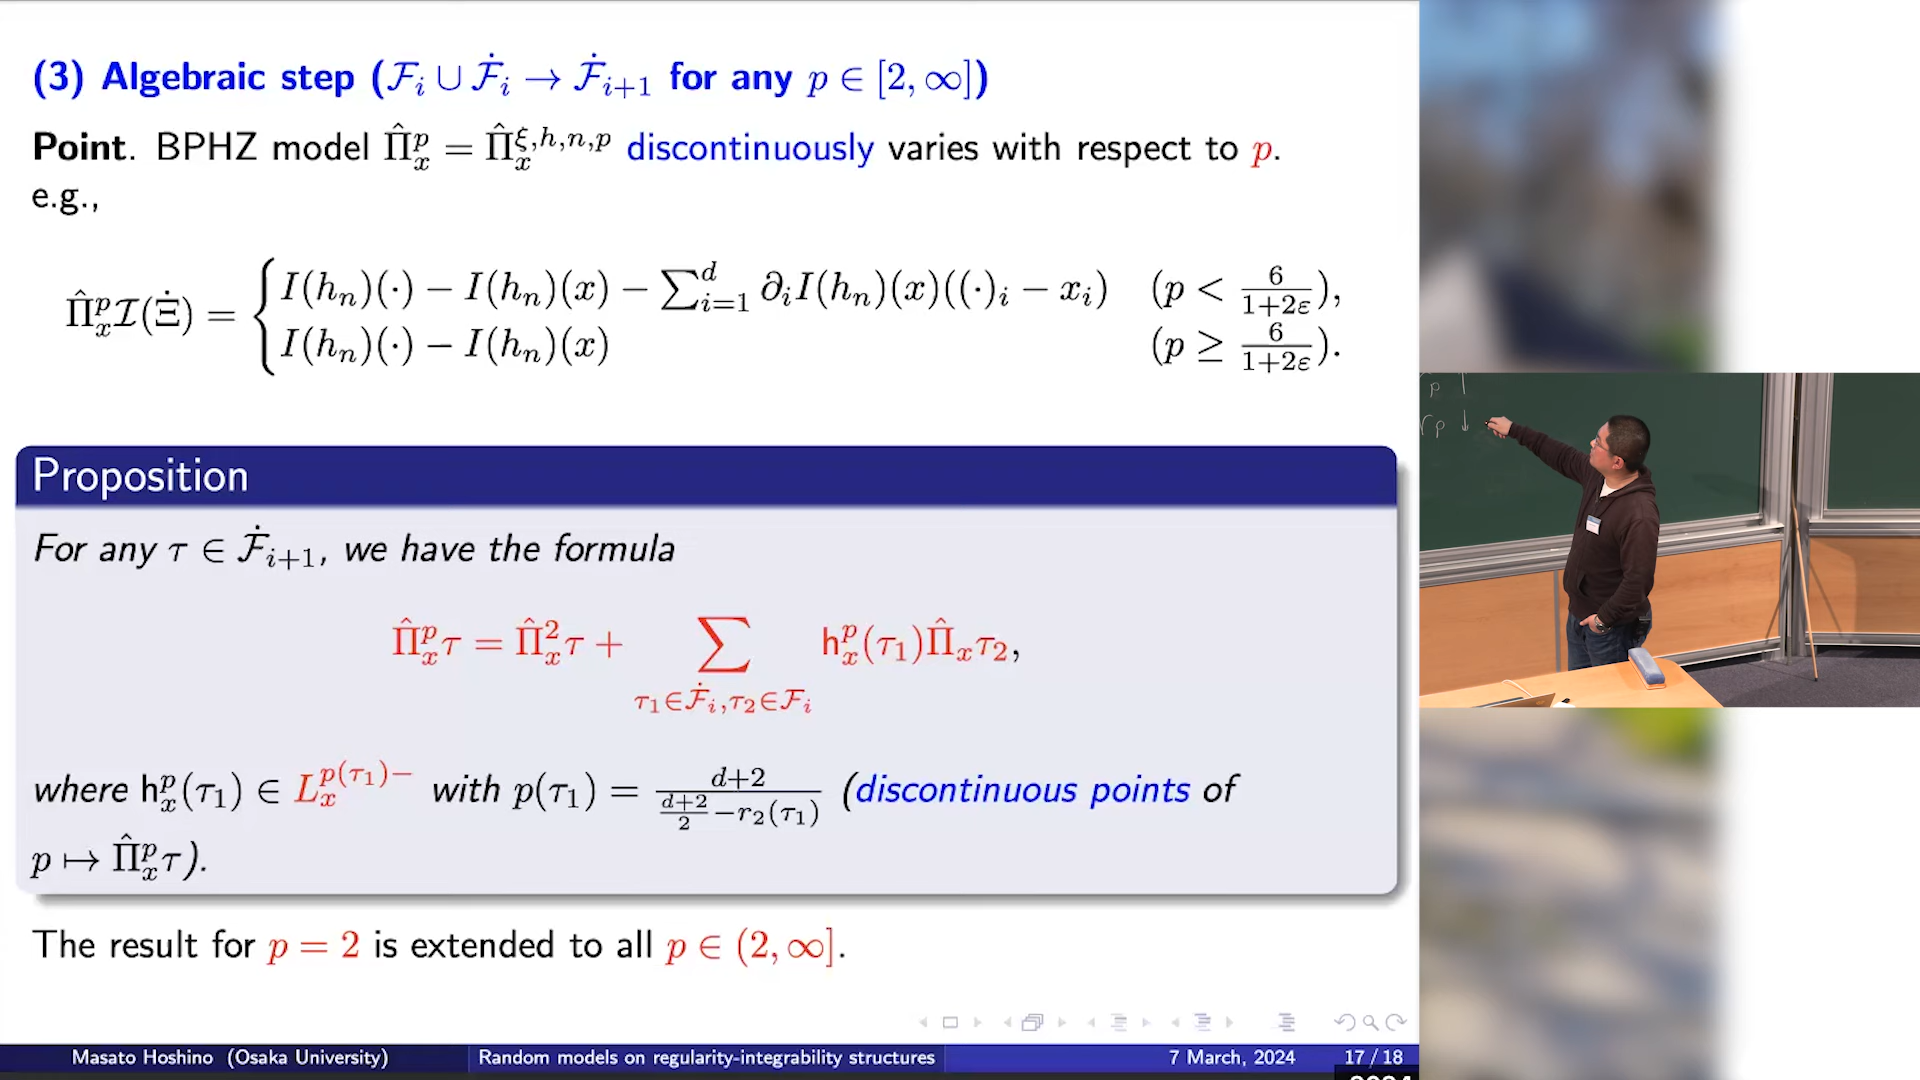 (3) Algebraic step (ℱᵢ ∪ ℱ̇ᵢ → ℱ̇ᵢ₊₁ for any p ∈ [2, ∞])
Point. BPHZ model Π̂ₓᵖ = Π̂ₓ^{ξ,h,n,p} discontinuously varies with respect to p.
e.g.,
Π̂ₓᵖ ℐ(Ξ̇) = { I(hₙ)(·) − I(hₙ)(x) − ∑ᵢ₌₁ᵈ ∂ᵢI(hₙ)(x)((·)ᵢ − xᵢ) (p < 6/(1+2ε)),
I(hₙ)(·) − I(hₙ)(x) (p ≥ 6/(1+2ε)).
Proposition
For any τ ∈ ℱ̇ᵢ₊₁, we have the formula
Π̂ₓᵖτ = Π̂ₓ²τ + ∑_{τ₁∈ℱ̇ᵢ,τ₂∈ℱᵢ} hₓᵖ(τ₁)Π̂ₓτ₂,
where hₓᵖ(τ₁) ∈ Lₓ^{p(τ₁)−} with p(τ₁) = (d+2)/((d+2)/2 − r₂(τ₁)) (discontinuous points of
p ↦ Π̂ₓᵖτ).
The result for p = 2 is extended to all p ∈ (2, ∞].
Masato Hoshino (Osaka University) Random models on regularity-integrability structures 7 March, 2024 17 / 18
p ↑
r_p ↓